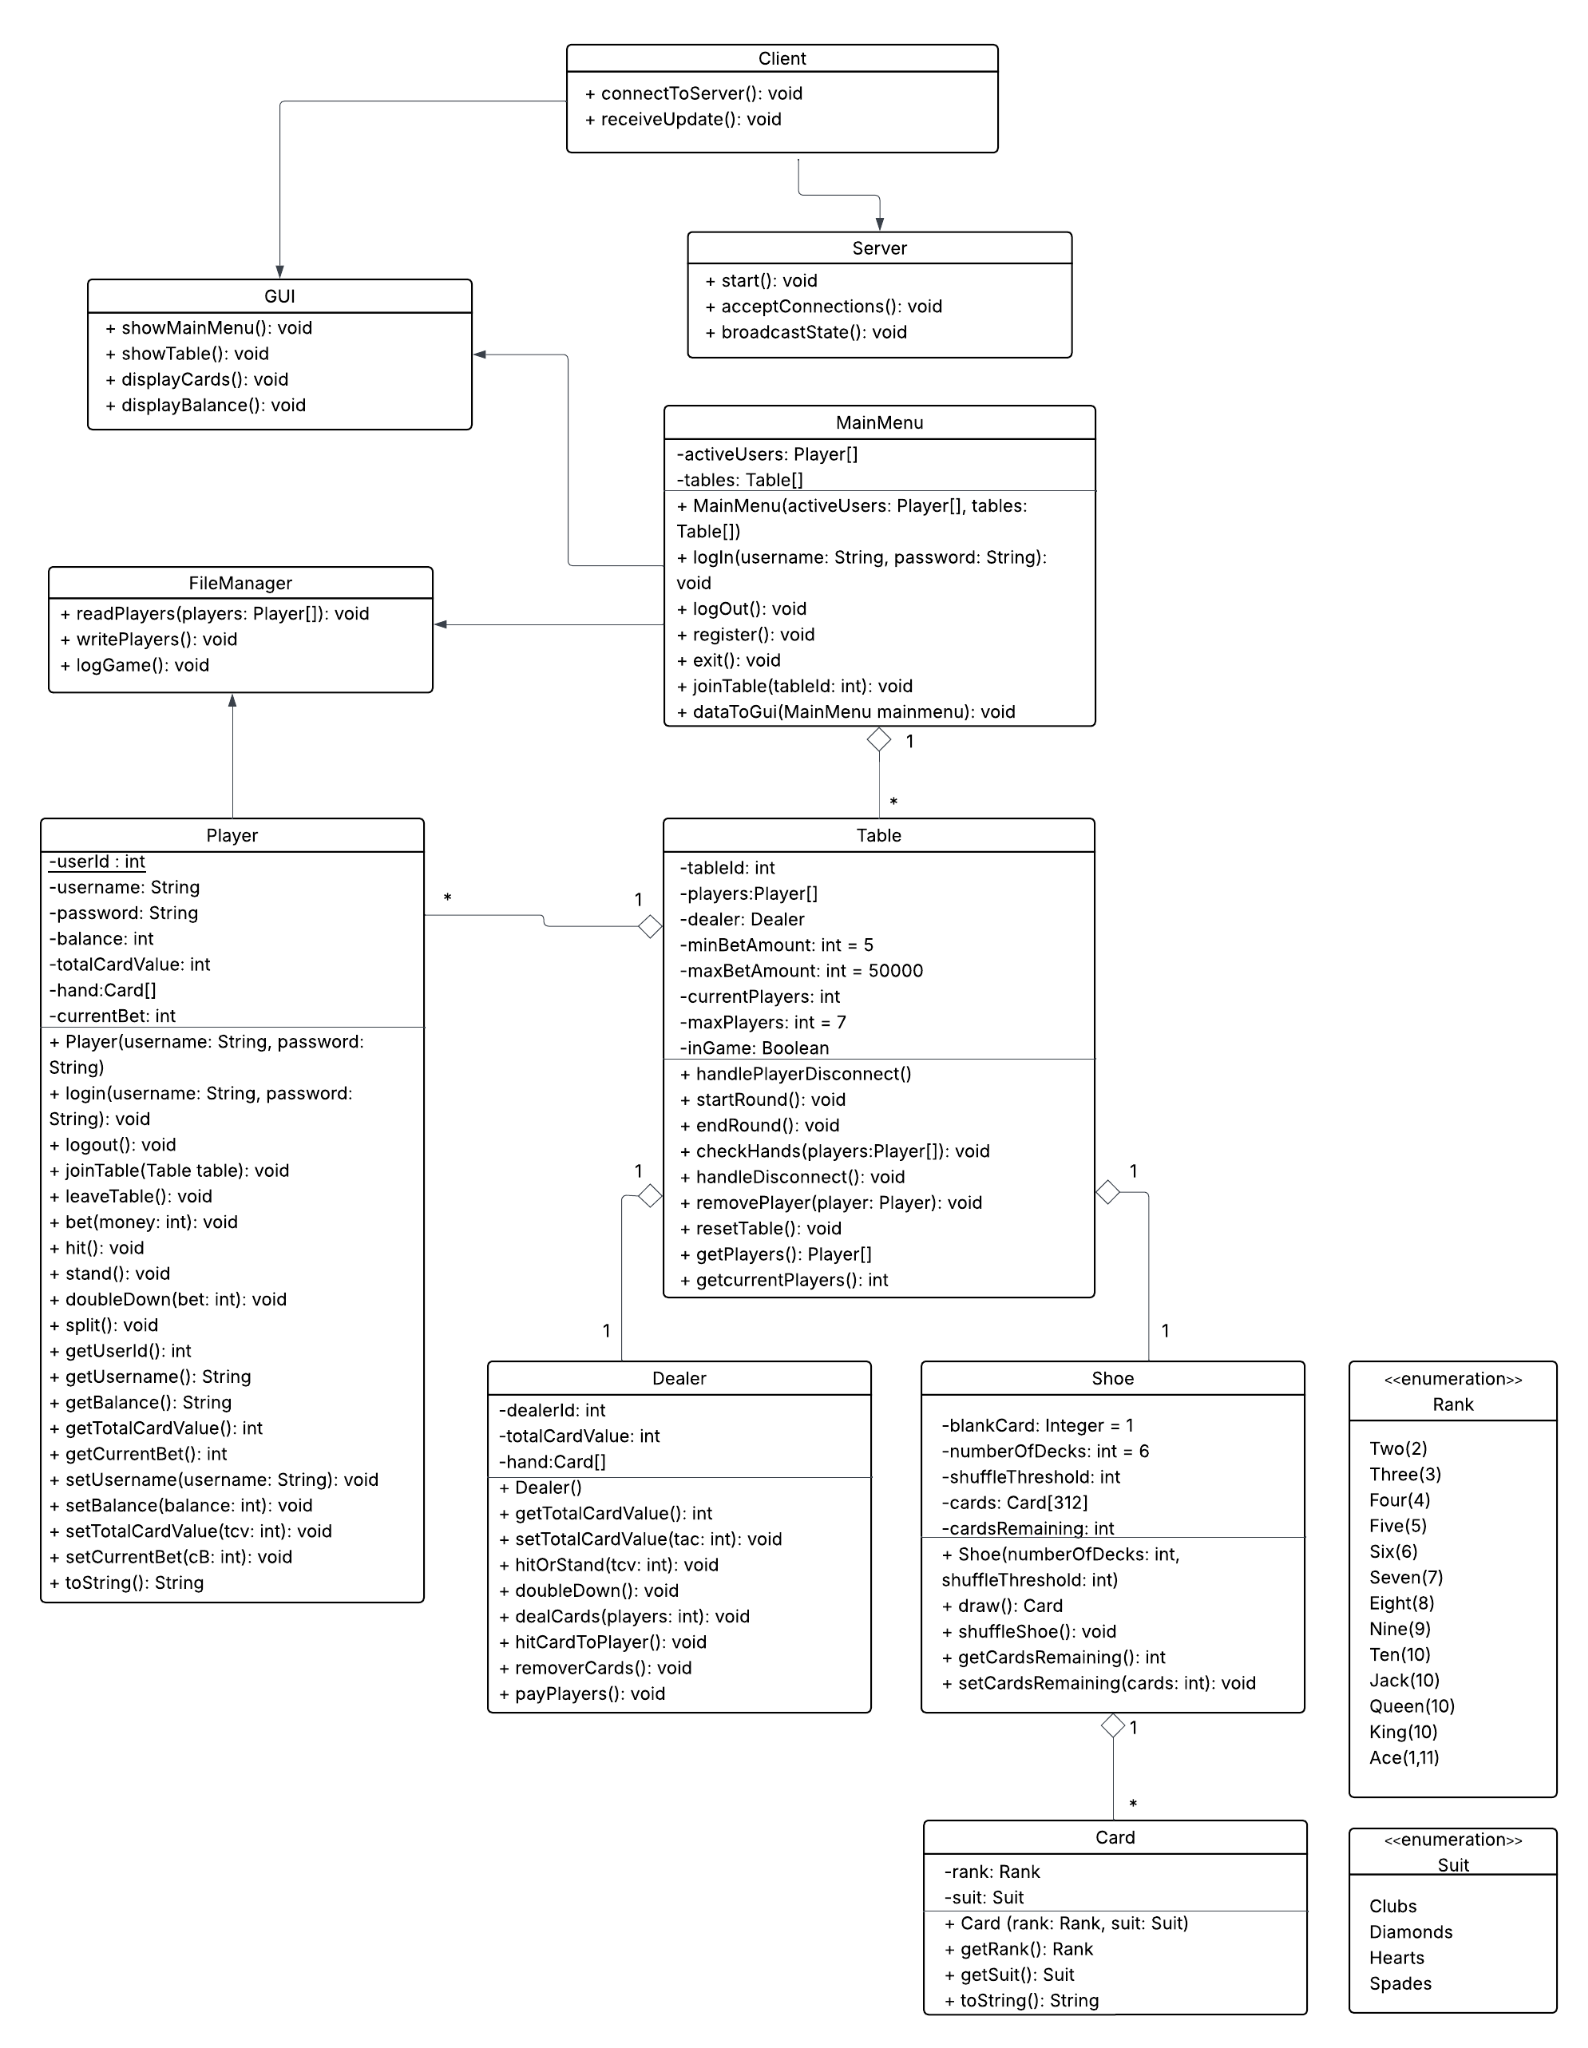 Client
+ connectToServer(): void
+ receiveUpdate(): void
Server
+ start(): void
+ acceptConnections(): void
+ broadcastState(): void
GUI
+ showMainMenu(): void
+ showTable(): void
+ displayCards(): void
+ displayBalance(): void
MainMenu
-activeUsers: Player[]
-tables: Table[]
+ MainMenu(activeUsers: Player[], tables:
Table[])
+ logIn(username: String, password: String):
void
+ logOut(): void
+ register(): void
+ exit(): void
+ joinTable(tableId: int): void
+ dataToGui(MainMenu mainmenu): void
1
*
FileManager
+ readPlayers(players: Player[]): void
+ writePlayers(): void
+ logGame(): void
Player
-userId : int
-username: String
-password: String
-balance: int
-totalCardValue: int
-hand:Card[]
-currentBet: int
+ Player(username: String, password:
String)
+ login(username: String, password:
String): void
+ logout(): void
+ joinTable(Table table): void
+ leaveTable(): void
+ bet(money: int): void
+ hit(): void
+ stand(): void
+ doubleDown(bet: int): void
+ split(): void
+ getUserId(): int
+ getUsername(): String
+ getBalance(): String
+ getTotalCardValue(): int
+ getCurrentBet(): int
+ setUsername(username: String): void
+ setBalance(balance: int): void
+ setTotalCardValue(tcv: int): void
+ setCurrentBet(cB: int): void
+ toString(): String
*
1
Table
-tableId: int
-players:Player[]
-dealer: Dealer
-minBetAmount: int = 5
-maxBetAmount: int = 50000
-currentPlayers: int
-maxPlayers: int = 7
-inGame: Boolean
+ handlePlayerDisconnect()
+ startRound(): void
+ endRound(): void
+ checkHands(players:Player[]): void
+ handleDisconnect(): void
+ removePlayer(player: Player): void
+ resetTable(): void
+ getPlayers(): Player[]
+ getcurrentPlayers(): int
1
1
1
1
Dealer
-dealerId: int
-totalCardValue: int
-hand:Card[]
+ Dealer()
+ getTotalCardValue(): int
+ setTotalCardValue(tac: int): void
+ hitOrStand(tcv: int): void
+ doubleDown(): void
+ dealCards(players: int): void
+ hitCardToPlayer(): void
+ removerCards(): void
+ payPlayers(): void
Shoe
-blankCard: Integer = 1
-numberOfDecks: int = 6
-shuffleThreshold: int
-cards: Card[312]
-cardsRemaining: int
+ Shoe(numberOfDecks: int,
shuffleThreshold: int)
+ draw(): Card
+ shuffleShoe(): void
+ getCardsRemaining(): int
+ setCardsRemaining(cards: int): void
1
*
Card
-rank: Rank
-suit: Suit
+ Card (rank: Rank, suit: Suit)
+ getRank(): Rank
+ getSuit(): Suit
+ toString(): String
<<enumeration>>
Rank
Two(2)
Three(3)
Four(4)
Five(5)
Six(6)
Seven(7)
Eight(8)
Nine(9)
Ten(10)
Jack(10)
Queen(10)
King(10)
Ace(1,11)
<<enumeration>>
Suit
Clubs
Diamonds
Hearts
Spades